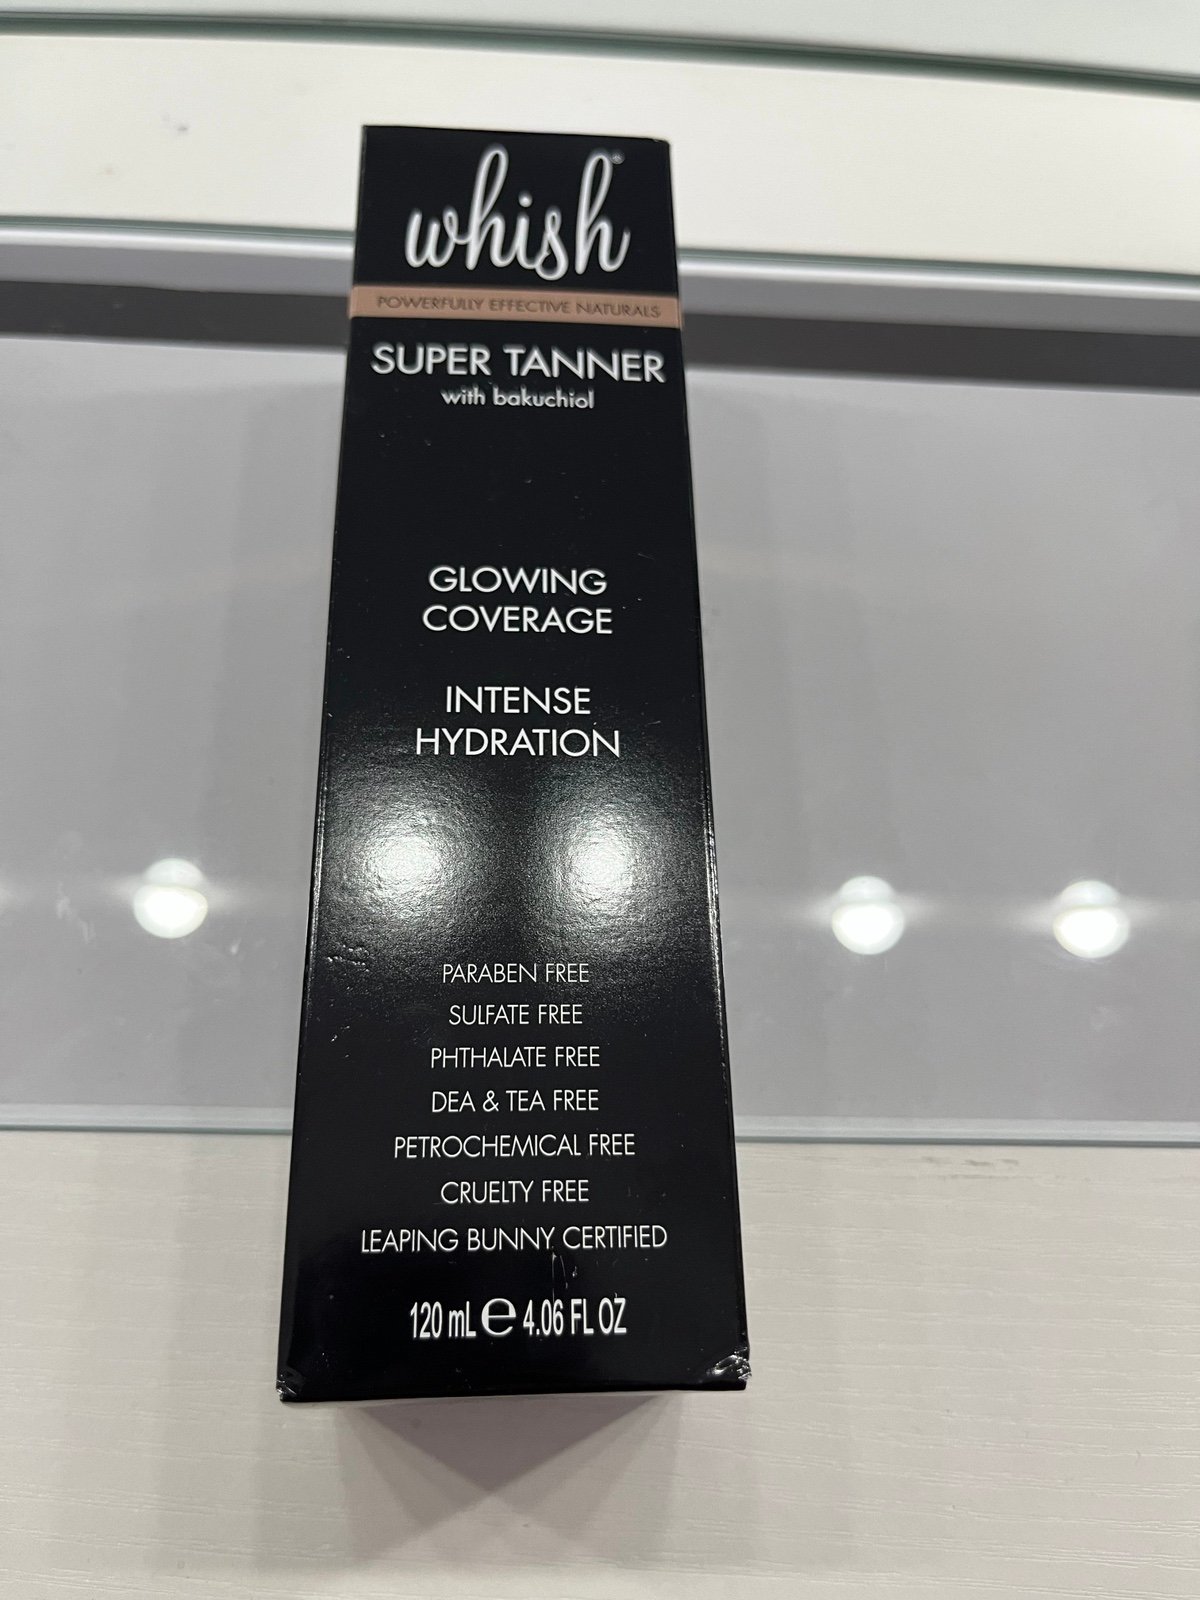 whish®
POWERFULLY EFFECTIVE NATURALS
SUPER TANNER
with bakuchiol
GLOWING
COVERAGE
INTENSE
HYDRATION
PARABEN FREE
SULFATE FREE
PHTHALATE FREE
DEA & TEA FREE
PETROCHEMICAL FREE
CRUELTY FREE
LEAPING BUNNY CERTIFIED
120 mL ℮ 4.06 FL OZ